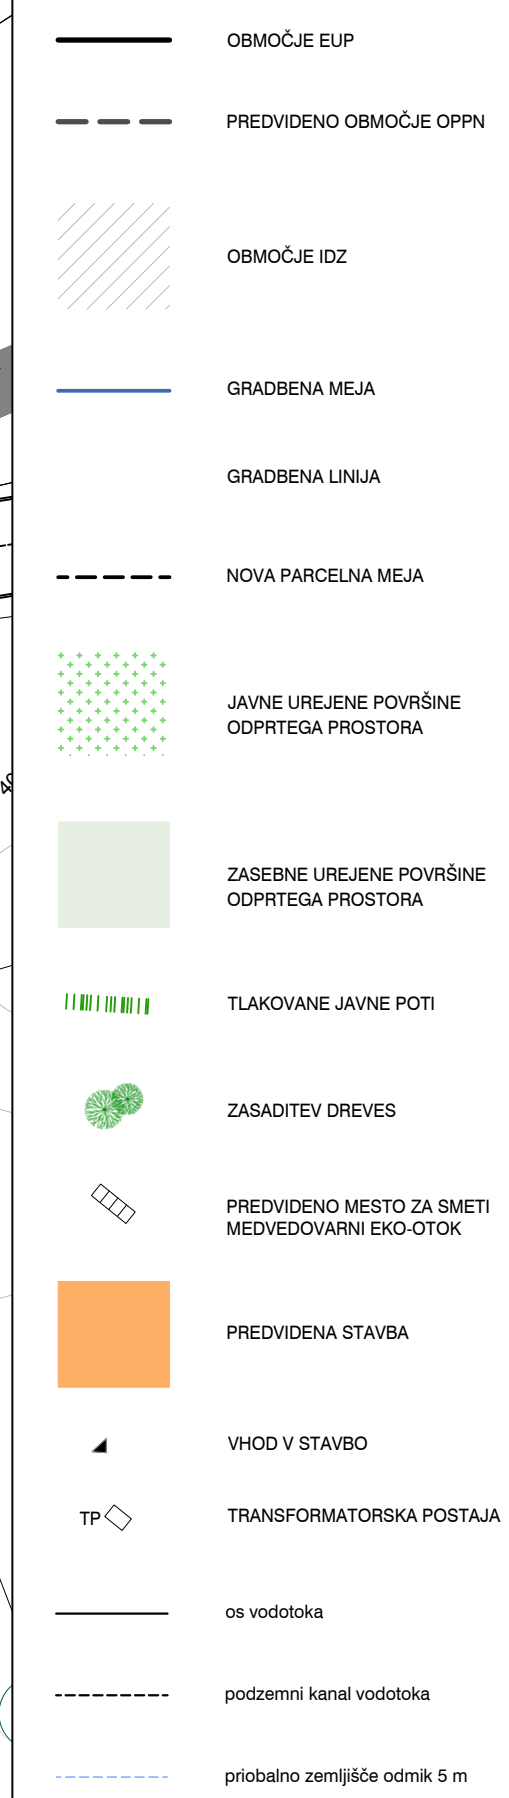 OBMOČJE EUP
PREDVIDENO OBMOČJE OPPN
OBMOČJE IDZ
GRADBENA MEJA
GRADBENA LINIJA
NOVA PARCELNA MEJA
JAVNE UREJENE POVRŠINE
ODPRTEGA PROSTORA
ZASEBNE UREJENE POVRŠINE
ODPRTEGA PROSTORA
TLAKOVANE JAVNE POTI
ZASADITEV DREVES
PREDVIDENO MESTO ZA SMETI
MEDVEDOVARNI EKO-OTOK
PREDVIDENA STAVBA
VHOD V STAVBO
TP TRANSFORMATORSKA POSTAJA
os vodotoka
podzemni kanal vodotoka
priobalno zemljišče odmik 5 m